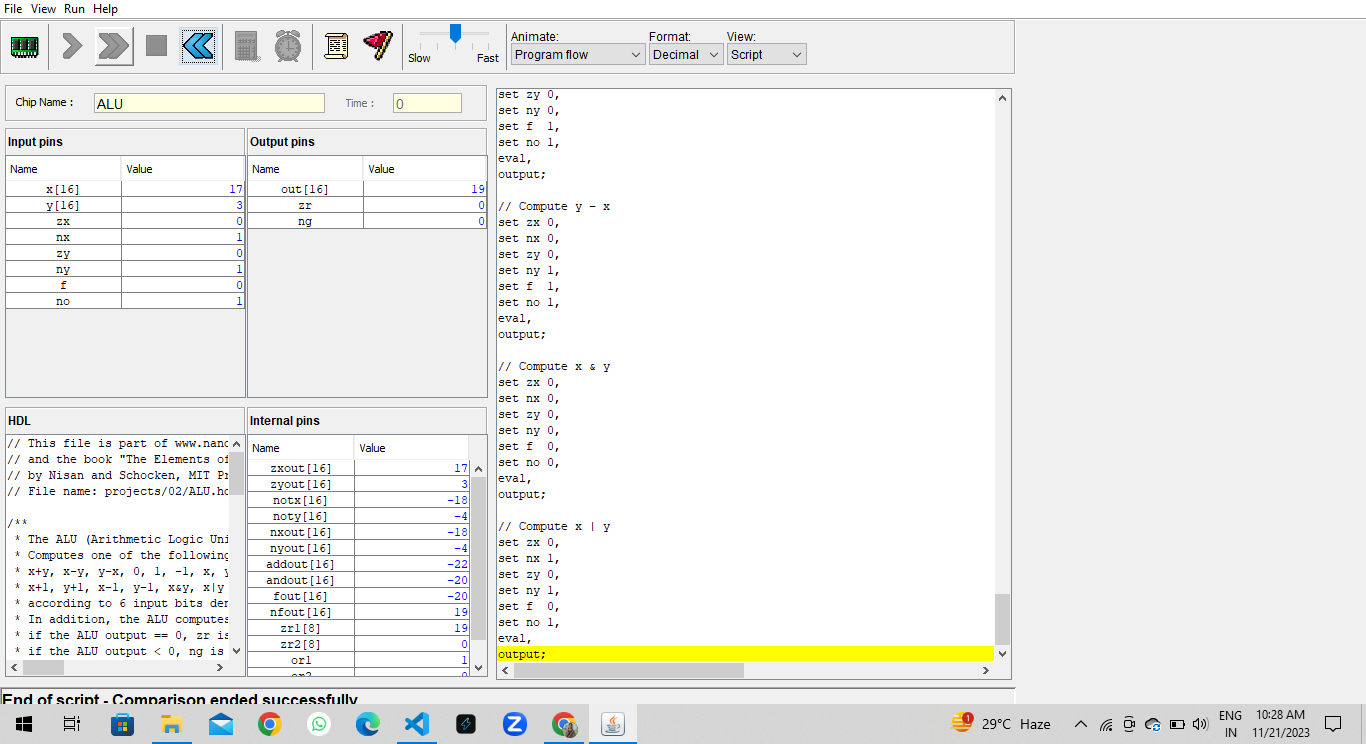 File View Run Help
Slow Fast
Animate: Format: View:
Program flow Decimal Script
Chip Name : ALU Time : 0
Input pins
Name Value
x[16] 17
y[16] 3
zx 0
nx 1
zy 0
ny 1
f 0
no 1
Output pins
Name Value
out[16] 19
zr 0
ng 0
HDL
// This file is part of www.nand
// and the book "The Elements of
// by Nisan and Schocken, MIT Pr
// File name: projects/02/ALU.hd
/**
* The ALU (Arithmetic Logic Uni
* Computes one of the following
* x+y, x-y, y-x, 0, 1, -1, x, y
* x+1, y+1, x-1, y-1, x&y, x|y
* according to 6 input bits den
* In addition, the ALU computes
* if the ALU output == 0, zr is
* if the ALU output < 0, ng is
Internal pins
Name Value
zxout[16] 17
zyout[16] 3
notx[16] -18
noty[16] -4
nxout[16] -18
nyout[16] -4
addout[16] -22
andout[16] -20
fout[16] -20
nfout[16] 19
zr1[8] 19
zr2[8] 0
or1 1
or2 0
set zy 0,
set ny 0,
set f  1,
set no 1,
eval,
output;
// Compute y - x
set zx 0,
set nx 0,
set zy 0,
set ny 1,
set f  1,
set no 1,
eval,
output;
// Compute x & y
set zx 0,
set nx 0,
set zy 0,
set ny 0,
set f  0,
set no 0,
eval,
output;
// Compute x | y
set zx 0,
set nx 1,
set zy 0,
set ny 1,
set f  0,
set no 1,
eval,
output;
End of script - Comparison ended successfully
1 29°C Haze ENG 10:28 AM
IN 11/21/2023